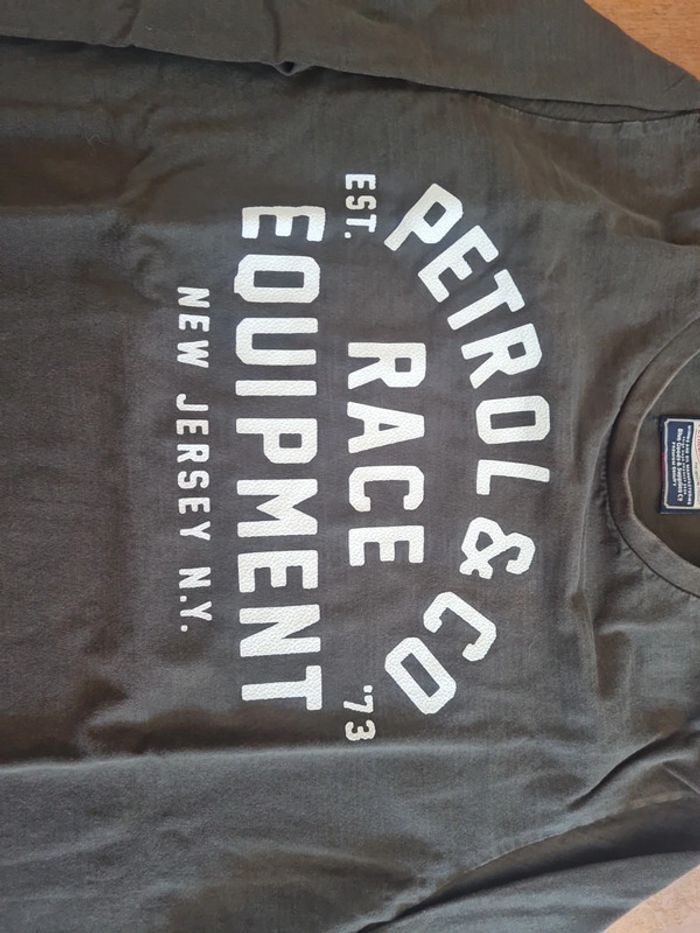 PETROL & CO
EST. RACE '73
EQUIPMENT
NEW JERSEY N.Y.